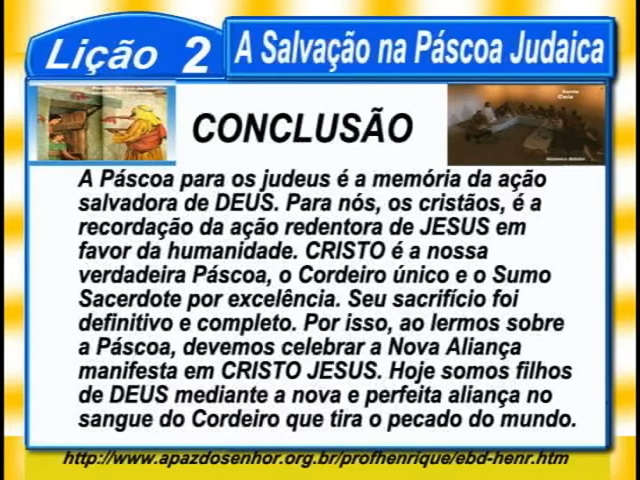 Lição 2
A Salvação na Páscoa Judaica
CONCLUSÃO
Santa
Ceia
A Páscoa para os judeus é a memória da ação
salvadora de DEUS. Para nós, os cristãos, é a
recordação da ação redentora de JESUS em
favor da humanidade. CRISTO é a nossa
verdadeira Páscoa, o Cordeiro único e o Sumo
Sacerdote por excelência. Seu sacrifício foi
definitivo e completo. Por isso, ao lermos sobre
a Páscoa, devemos celebrar a Nova Aliança
manifesta em CRISTO JESUS. Hoje somos filhos
de DEUS mediante a nova e perfeita aliança no
sangue do Cordeiro que tira o pecado do mundo.
http://www.apazdosenhor.org.br/profhenrique/ebd-henr.htm